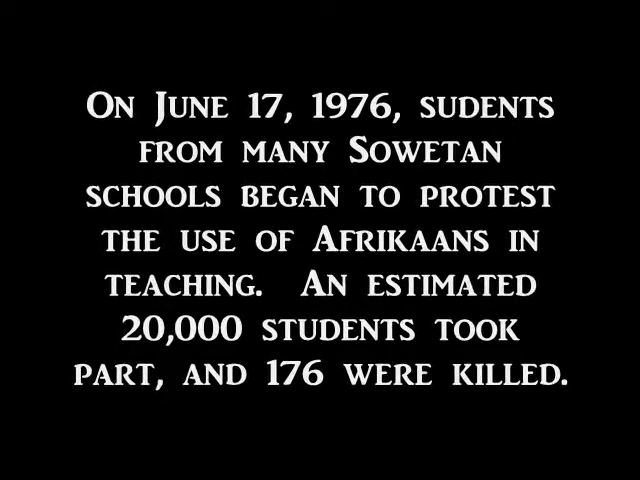 On June 17, 1976, sudents
from many Sowetan
schools began to protest
the use of Afrikaans in
teaching.  An estimated
20,000 students took
part, and 176 were killed.